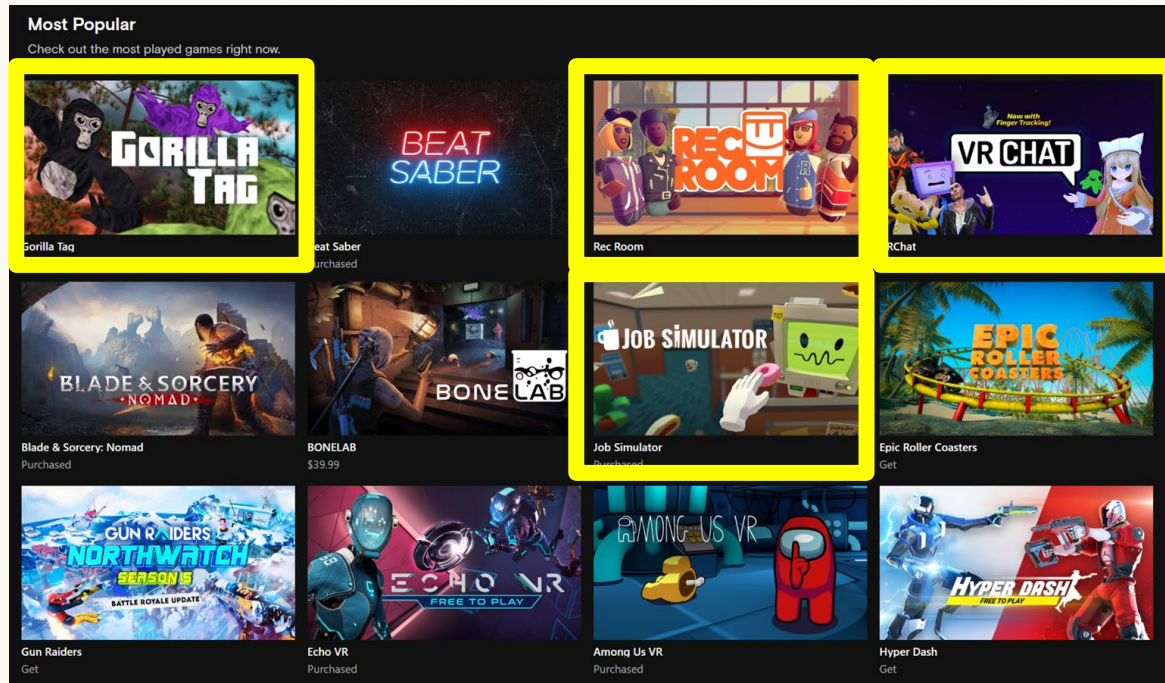 Most Popular
Check out the most played games right now.
GORILLA
TAG
BEAT
SABER
REC
ROOM
Now with
Finger Tracking!
VR CHAT
Gorilla Tag
eat Saber
Rec Room
RChat
urchased
BLADE & SORCERY
•NOMAD•
BONELAB
JOB SiMULATOR
EPIC
ROLLER
COASTERS
Blade & Sorcery: Nomad
BONELAB
Job Simulator
Epic Roller Coasters
Purchased
$39.99
Purchased
Get
GUN RAIDERS
NORTHWATCH
SEASON 5
BATTLE ROYALE UPDATE
ECHO VR
FREE TO PLAY
AMONG US VR
HYPER DASH
FREE TO PLAY
Gun Raiders
Echo VR
Among Us VR
Hyper Dash
Get
Purchased
Purchased
Get